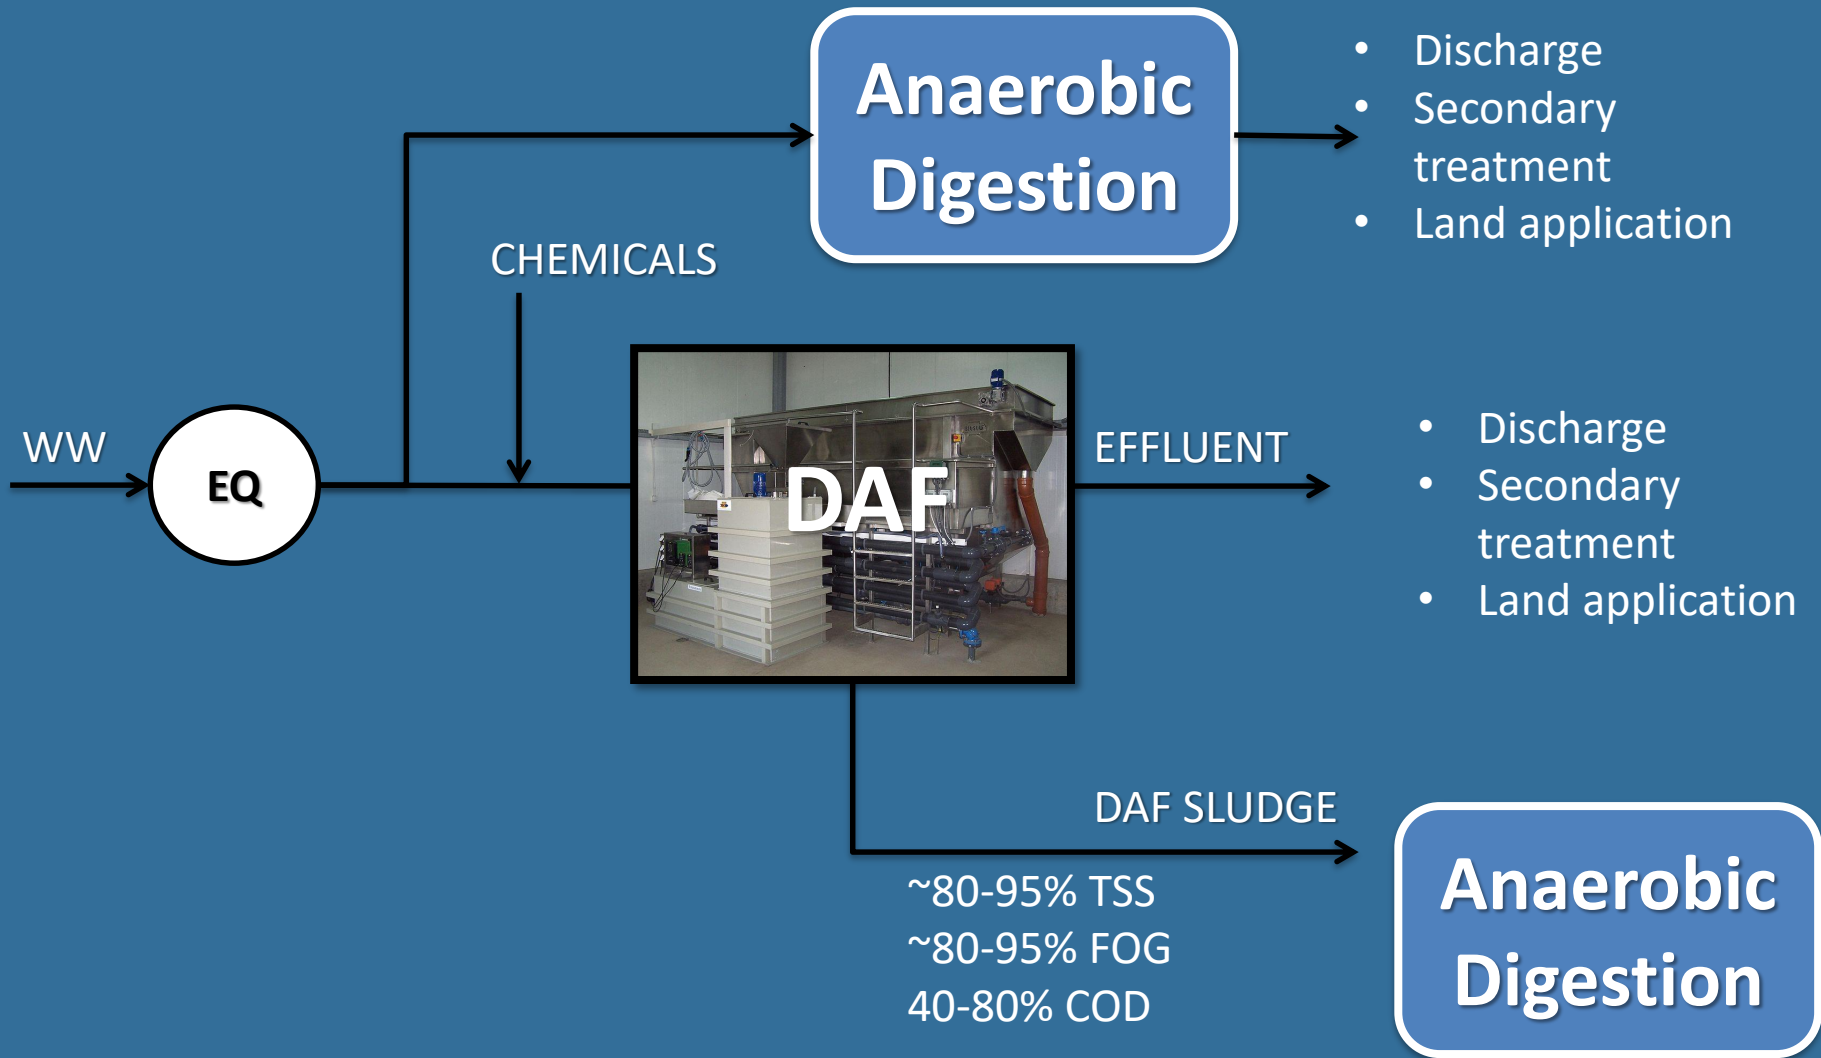 Anaerobic
Digestion
• Discharge
• Secondary
treatment
• Land application
CHEMICALS
WW
EQ
DAF
EFFLUENT
• Discharge
• Secondary
treatment
• Land application
DAF SLUDGE
~80-95% TSS
~80-95% FOG
40-80% COD
Anaerobic
Digestion